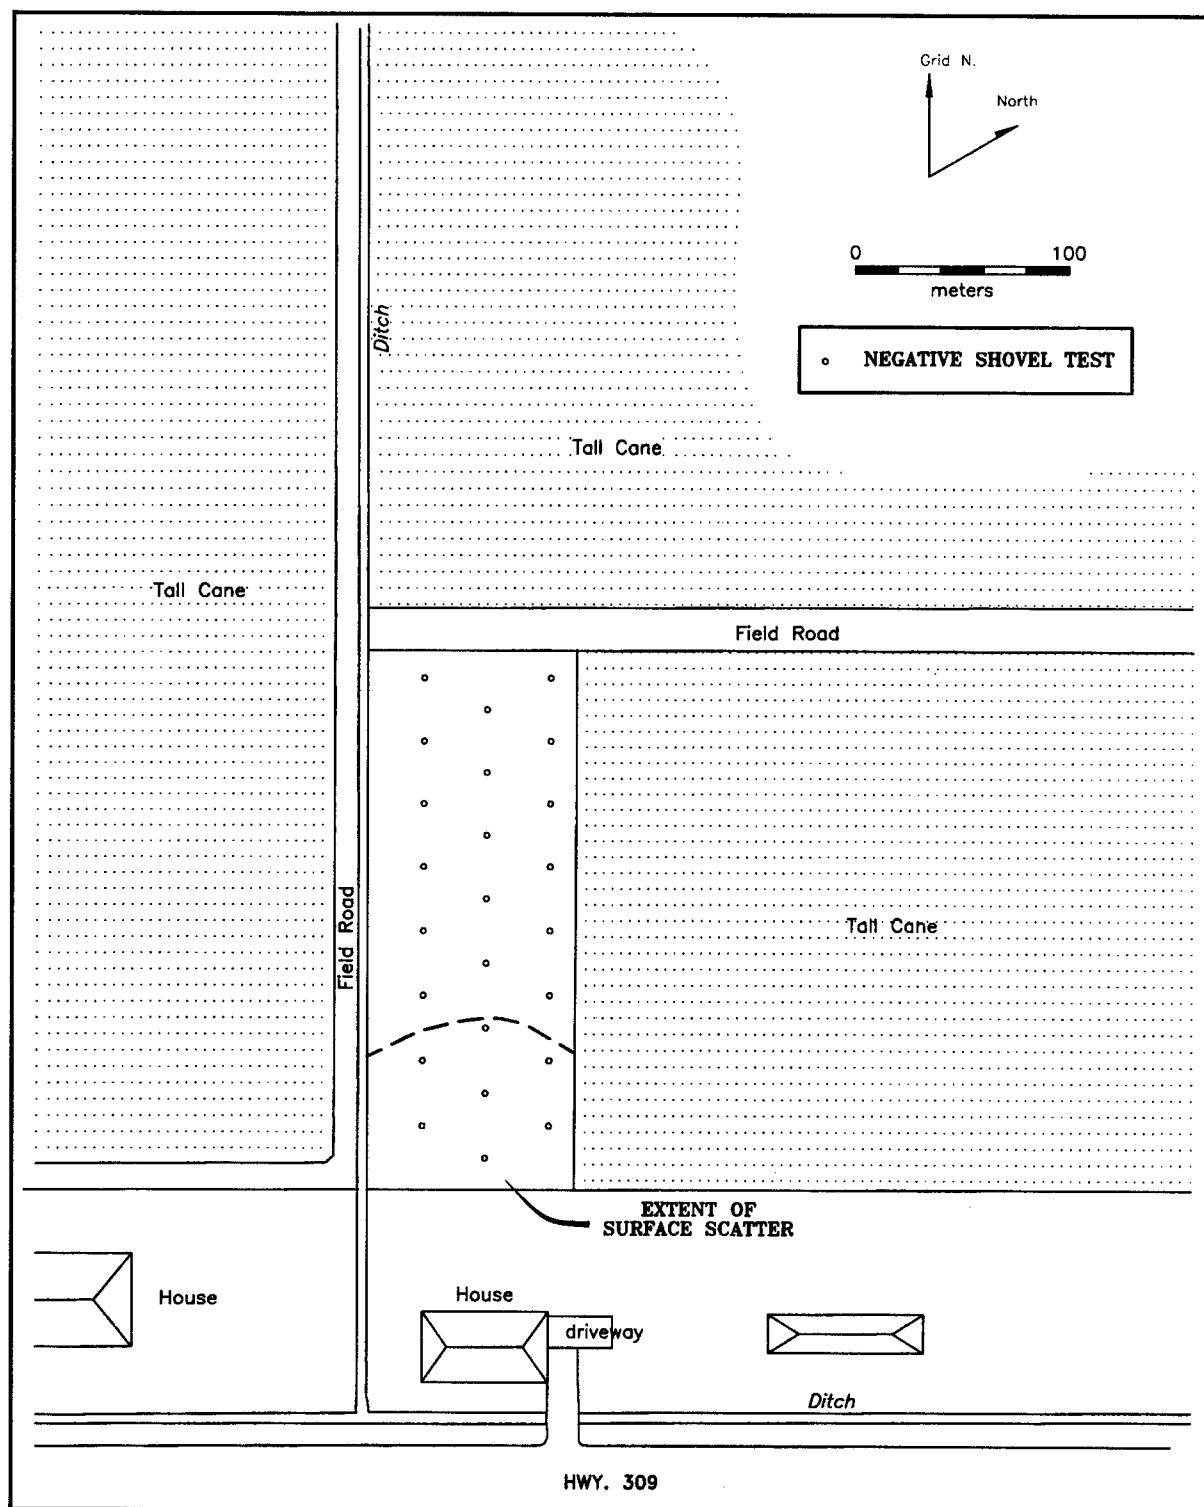 Grid N.
North
0 100
meters
Ditch
NEGATIVE SHOVEL TEST
Tall Cane
Tall Cane
Field Road
Field Road
Tall Cane
EXTENT OF
SURFACE SCATTER
House
House
driveway
Ditch
HWY. 309